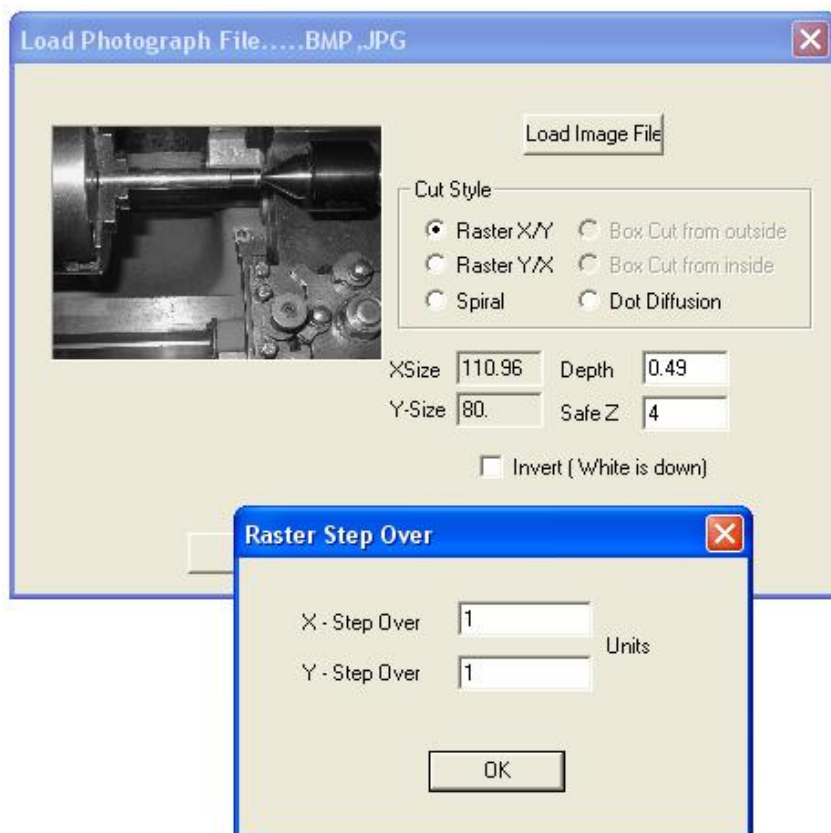 Load Photograph File.....BMP,JPG
Load Image File
Cut Style
Raster X/Y Box Cut from outside
Raster Y/X Box Cut from inside
Spiral Dot Diffusion
XSize 110.96 Depth 0.49
Y-Size 80. Safe Z 4
Invert ( White is down)
Raster Step Over
X - Step Over 1
Units
Y - Step Over 1
OK